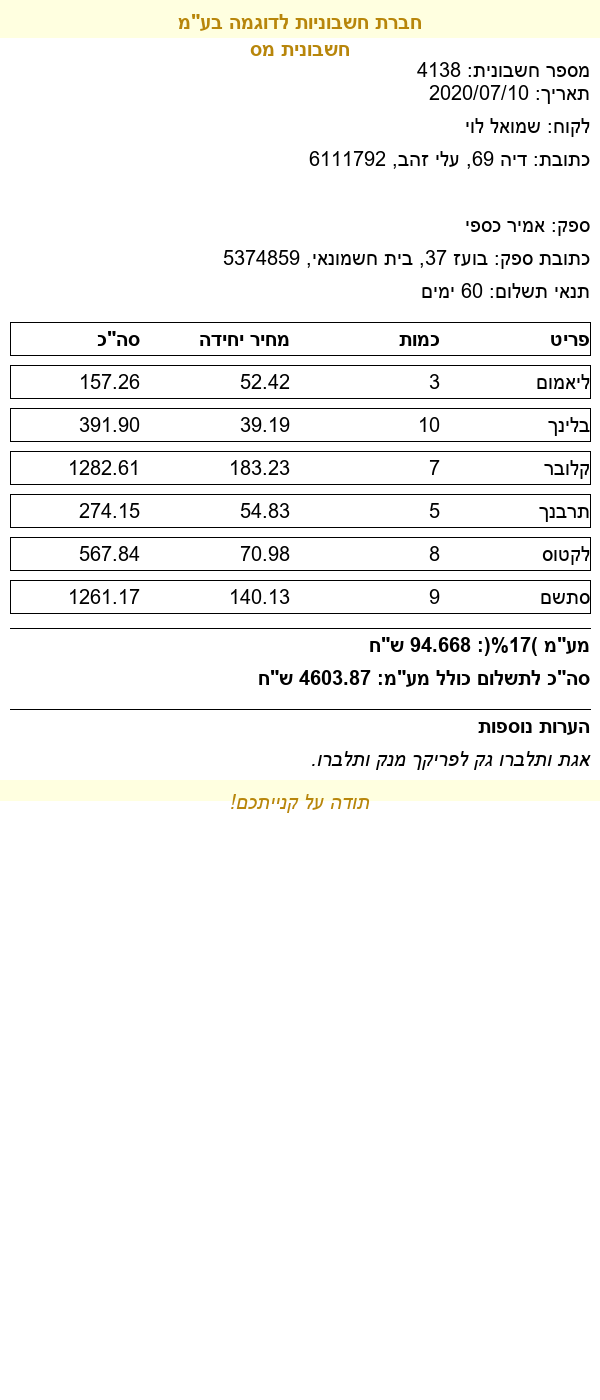 חברת חשבוניות לדוגמה בע"מ
חשבונית מס
מספר חשבונית: 4138
תאריך: 2020/07/10
לקוח: שמואל לוי
כתובת: דיה 69, עלי זהב, 6111792
ספק: אמיר כספי
כתובת ספק: בועז 37, בית חשמונאי, 5374859
תנאי תשלום: 60 ימים
פריט כמות מחיר יחידה סה"כ
ליאמום 3 52.42 157.26
בלינך 10 39.19 391.90
קלובר 7 183.23 1282.61
תרבנך 5 54.83 274.15
לקטוס 8 70.98 567.84
סתשם 9 140.13 1261.17
מע"מ )17%(: 94.668 ש"ח
סה"כ לתשלום כולל מע"מ: 4603.87 ש"ח
הערות נוספות
אגת ותלברו גק לפריקך מנק ותלברו.
תודה על קנייתכם!